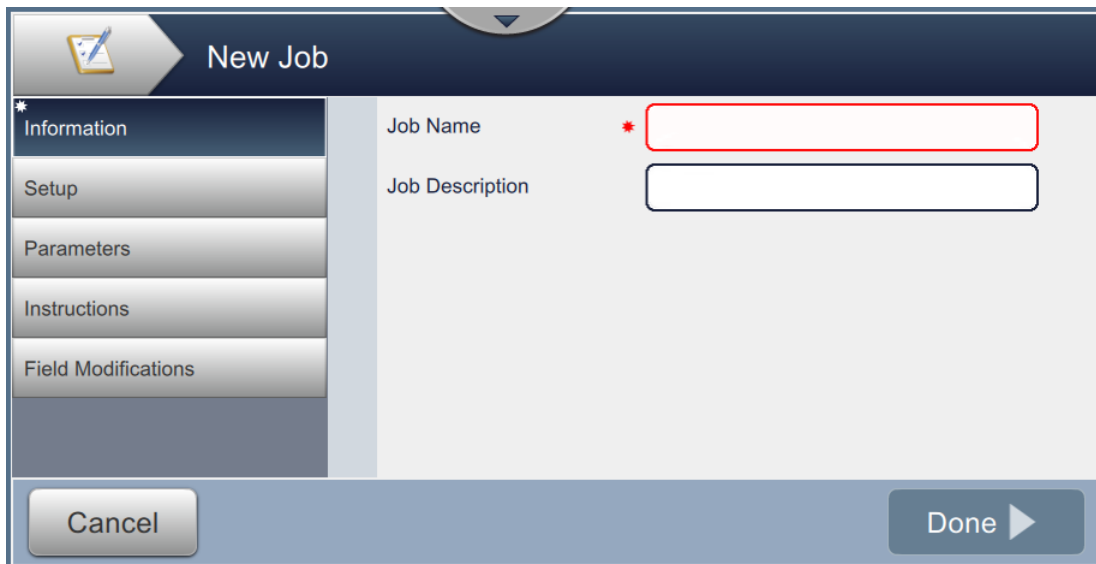 New Job
Information
Setup
Parameters
Instructions
Field Modifications
Job Name
Job Description
Cancel
Done